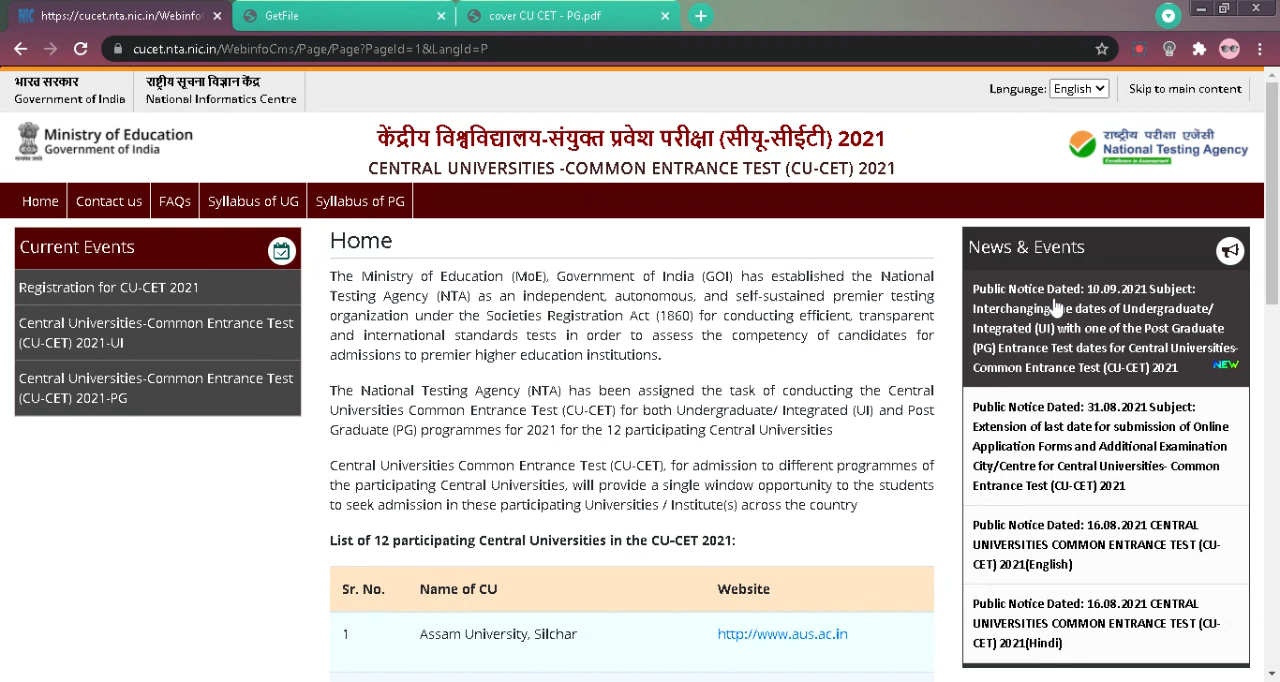 https://cucet.nta.nic.in/Webinfo
GetFile
cover CU CET - PG.pdf
cucet.nta.nic.in/WebinfoCms/Page/Page?PageId=1&LangId=P
भारत सरकार
Government of India
राष्ट्रीय सूचना विज्ञान केंद्र
National Informatics Centre
Language: English
Skip to main content
Ministry of Education
Government of India
केंद्रीय विश्वविद्यालय-संयुक्त प्रवेश परीक्षा (सीयू-सीईटी) 2021
CENTRAL UNIVERSITIES -COMMON ENTRANCE TEST (CU-CET) 2021
राष्ट्रीय परीक्षा एजेंसी
National Testing Agency
Excellence in Assessment
Home
Contact us
FAQs
Syllabus of UG
Syllabus of PG
Current Events
Registration for CU-CET 2021
Central Universities-Common Entrance Test
(CU-CET) 2021-UI
Central Universities-Common Entrance Test
(CU-CET) 2021-PG
Home
The Ministry of Education (MoE), Government of India (GOI) has established the National
Testing Agency (NTA) as an independent, autonomous, and self-sustained premier testing
organization under the Societies Registration Act (1860) for conducting efficient, transparent
and international standards tests in order to assess the competency of candidates for
admissions to premier higher education institutions.
The National Testing Agency (NTA) has been assigned the task of conducting the Central
Universities Common Entrance Test (CU-CET) for both Undergraduate/ Integrated (UI) and Post
Graduate (PG) programmes for 2021 for the 12 participating Central Universities
Central Universities Common Entrance Test (CU-CET), for admission to different programmes of
the participating Central Universities, will provide a single window opportunity to the students
to seek admission in these participating Universities / Institute(s) across the country
List of 12 participating Central Universities in the CU-CET 2021:
Sr. No.
Name of CU
Website
1
Assam University, Silchar
http://www.aus.ac.in
News & Events
Public Notice Dated: 10.09.2021 Subject:
Interchanging the dates of Undergraduate/
Integrated (UI) with one of the Post Graduate
(PG) Entrance Test dates for Central Universities-
Common Entrance Test (CU-CET) 2021
NEW
Public Notice Dated: 31.08.2021 Subject:
Extension of last date for submission of Online
Application Forms and Additional Examination
City/Centre for Central Universities- Common
Entrance Test (CU-CET) 2021
Public Notice Dated: 16.08.2021 CENTRAL
UNIVERSITIES COMMON ENTRANCE TEST (CU-
CET) 2021(English)
Public Notice Dated: 16.08.2021 CENTRAL
UNIVERSITIES COMMON ENTRANCE TEST (CU-
CET) 2021(Hindi)